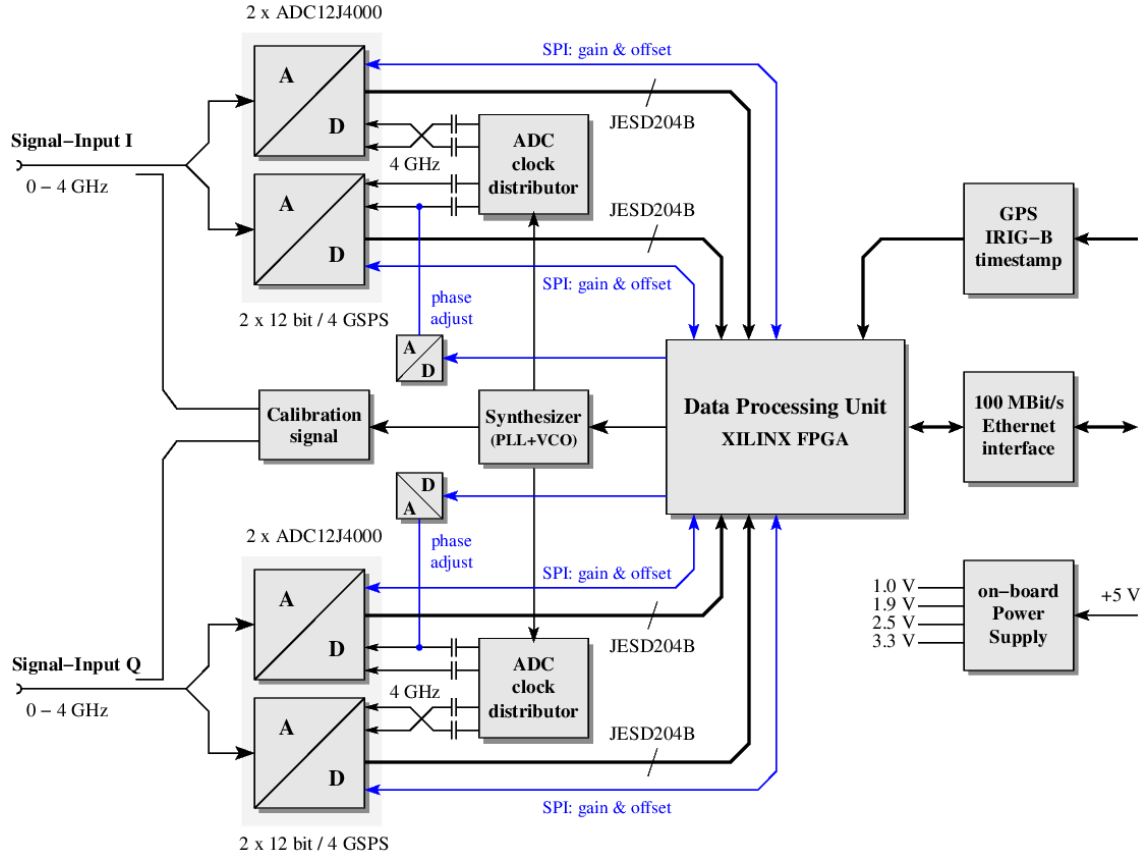 2 x ADC12J4000
A
D
SPI: gain & offset
JESD204B
Signal−Input I
0 − 4 GHz
4 GHz
ADC
clock
distributor
A
D
JESD204B
SPI: gain & offset
2 x 12 bit / 4 GSPS
phase
adjust
A
D
GPS
IRIG−B
timestamp
Calibration
signal
Synthesizer
(PLL+VCO)
Data Processing Unit
XILINX FPGA
100 MBit/s
Ethernet
interface
D
A
phase
adjust
2 x ADC12J4000
A
D
SPI: gain & offset
JESD204B
Signal−Input Q
0 − 4 GHz
4 GHz
ADC
clock
distributor
A
D
JESD204B
SPI: gain & offset
2 x 12 bit / 4 GSPS
1.0 V
1.9 V
2.5 V
3.3 V
on−board
Power
Supply
+5 V